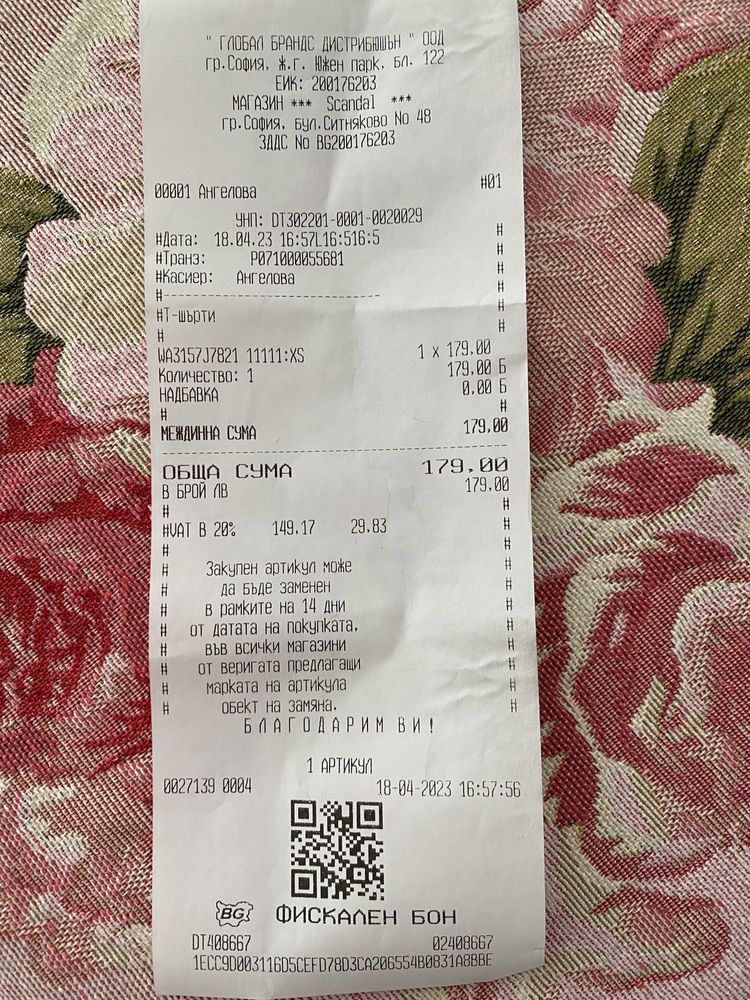 " ГЛОБАЛ БРАНДС ДИСТРИБЮШЪН " ООД
гр.София, ж.г. Южен парк, бл. 122
ЕИК: 200176203
МАГАЗИН *** Scandal ***
гр.София, бул.Ситняково No 48
ЗДДС No BG200176203
00001 Ангелова #01
УНП: DT302201-0001-0020029
#Дата: 18.04.23 16:57L16:516:5 #
#Транз: P071000055681 #
#Касиер: Ангелова #
#-------------------------------- #
#Т-шърти #
# #
WA3157J7821 11111:XS 1 x 179.00
Количество: 1 179,00 Б
НАДБАВКА 0,00 Б
# #
МЕЖДИННА СУМА 179,00
ОБЩА СУМА 179,00
В БРОЙ ЛВ 179,00
# #
#VAT В 20% 149,17 29,83 #
# #
# Закупен артикул може #
# да бъде заменен #
# в рамките на 14 дни #
# от датата на покупката, #
# във всички магазини #
# от веригата предлагащи #
# марката на артикула #
# обект на замяна. #
БЛАГОДАРИМ ВИ!
1 АРТИКУЛ
0027139 0004 18-04-2023 16:57:56
BG ФИСКАЛЕН БОН
DT408667 02408667
1ECC9D003116D5CEFD78D3CA206554B0831A8BBE